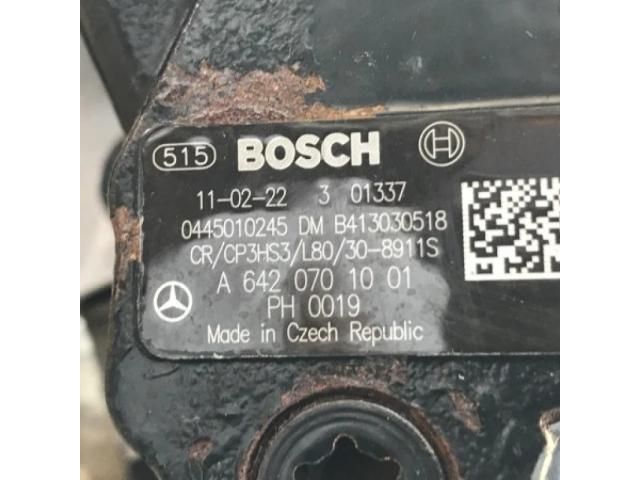 515 BOSCH
11-02-22 3 01337
0445010245 DM B413030518
CR/CP3HS3/L80/30-8911S
A 642 070 10 01
PH 0019
Made in Czech Republic